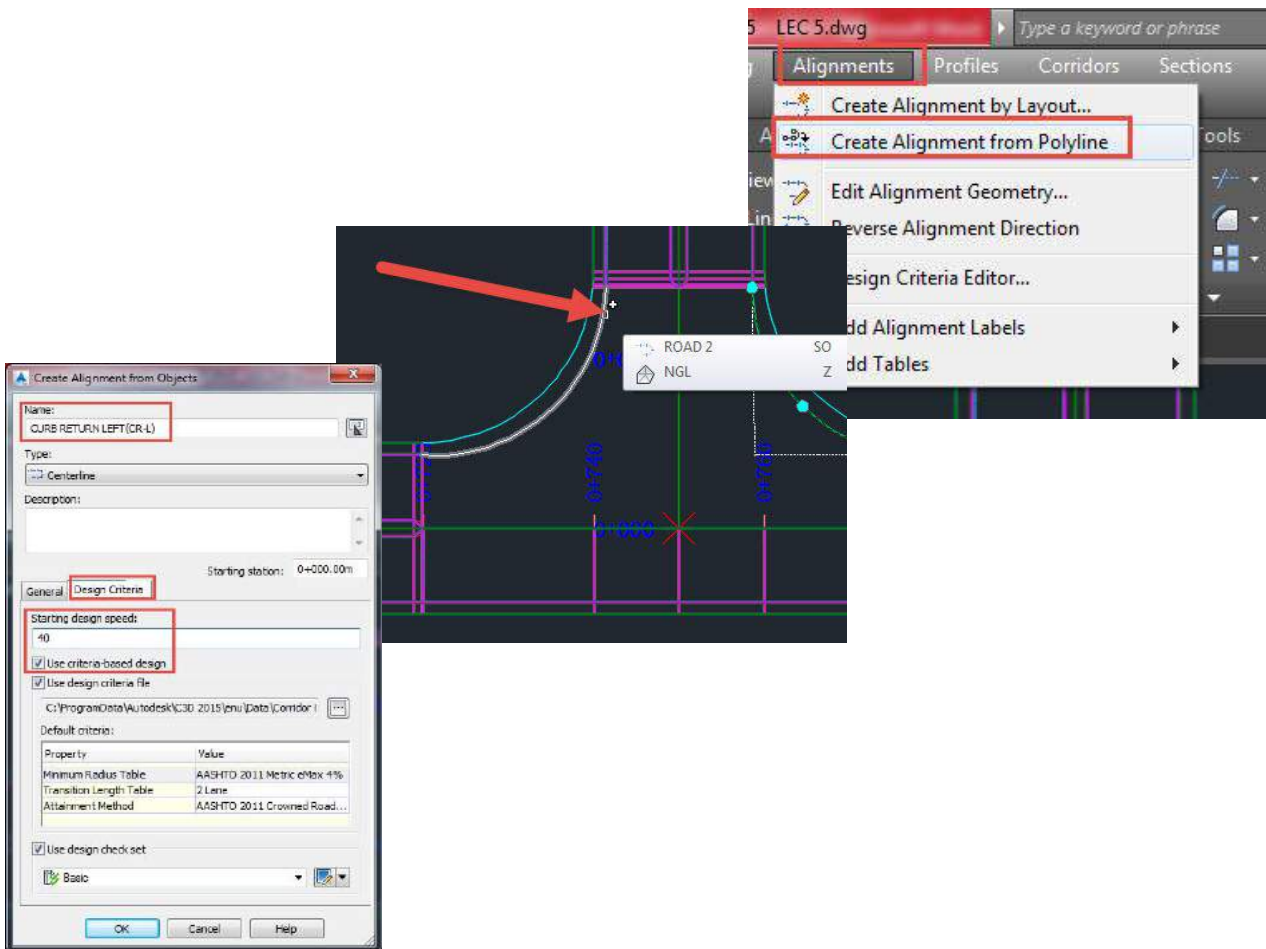 5 LEC 5.dwg
Type a keyword or phrase
Alignments Profiles Corridors Sections
Create Alignment by Layout...
Create Alignment from Polyline
ools
Edit Alignment Geometry...
Reverse Alignment Direction
esign Criteria Editor...
dd Alignment Labels
dd Tables
ROAD 2 SO
NGL Z
0+740
0+760
0+000
Create Alignment from Objects
Name:
CURB RETURN LEFT(CR-L)
Type:
Centerline
Description:
Starting station: 0+000.00m
General Design Criteria
Starting design speed:
40
Use criteria-based design
Use design criteria file
C:\ProgramData\Autodesk\C3D 2015\enu\Data\Corridor
Default criteria:
Property Value
Minimum Radius Table AASHTO 2011 Metric eMax 4%
Transition Length Table 2 Lane
Attainment Method AASHTO 2011 Crowned Road...
Use design check set
Basic
OK Cancel Help